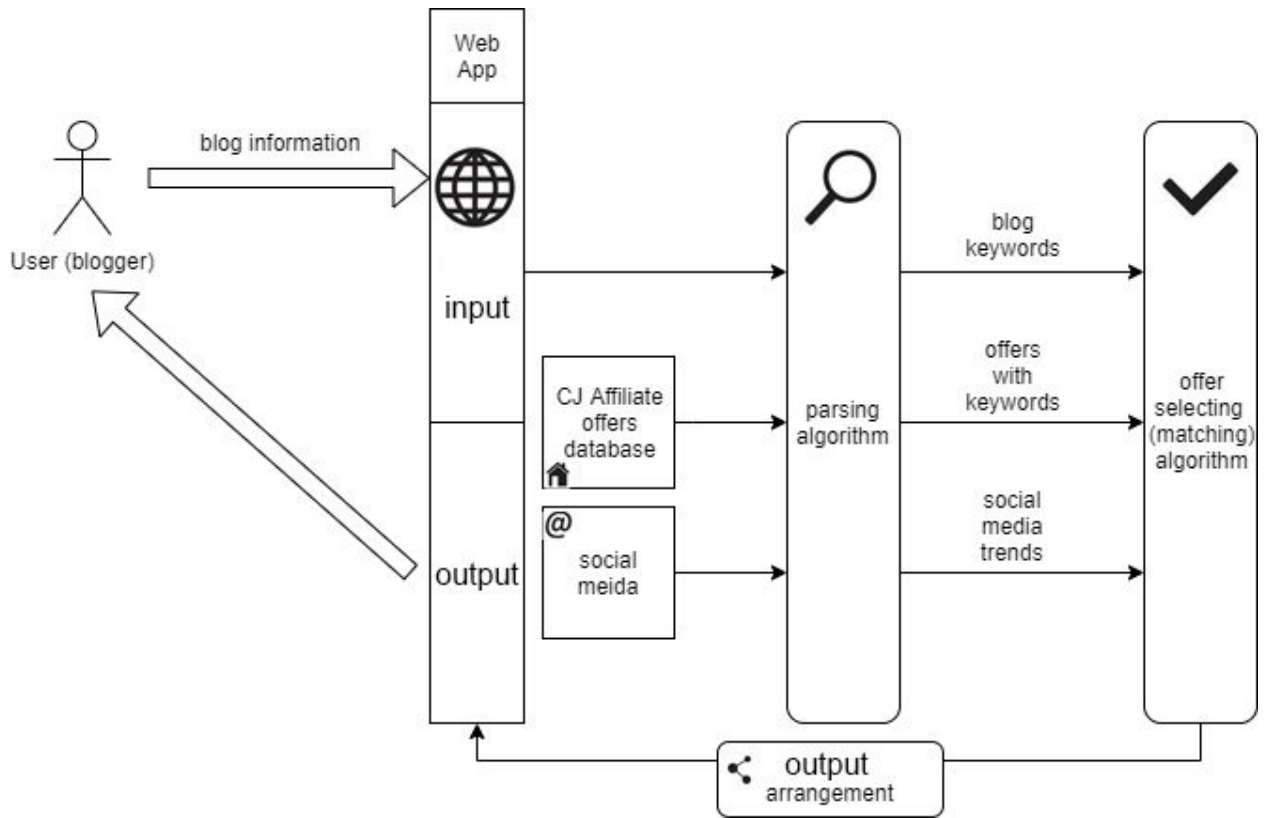 Web
App
blog information
User (blogger)
input
output
CJ Affiliate
offers
database
@
social
meida
parsing
algorithm
blog
keywords
offers
with
keywords
social
media
trends
offer
selecting
(matching)
algorithm
output
arrangement